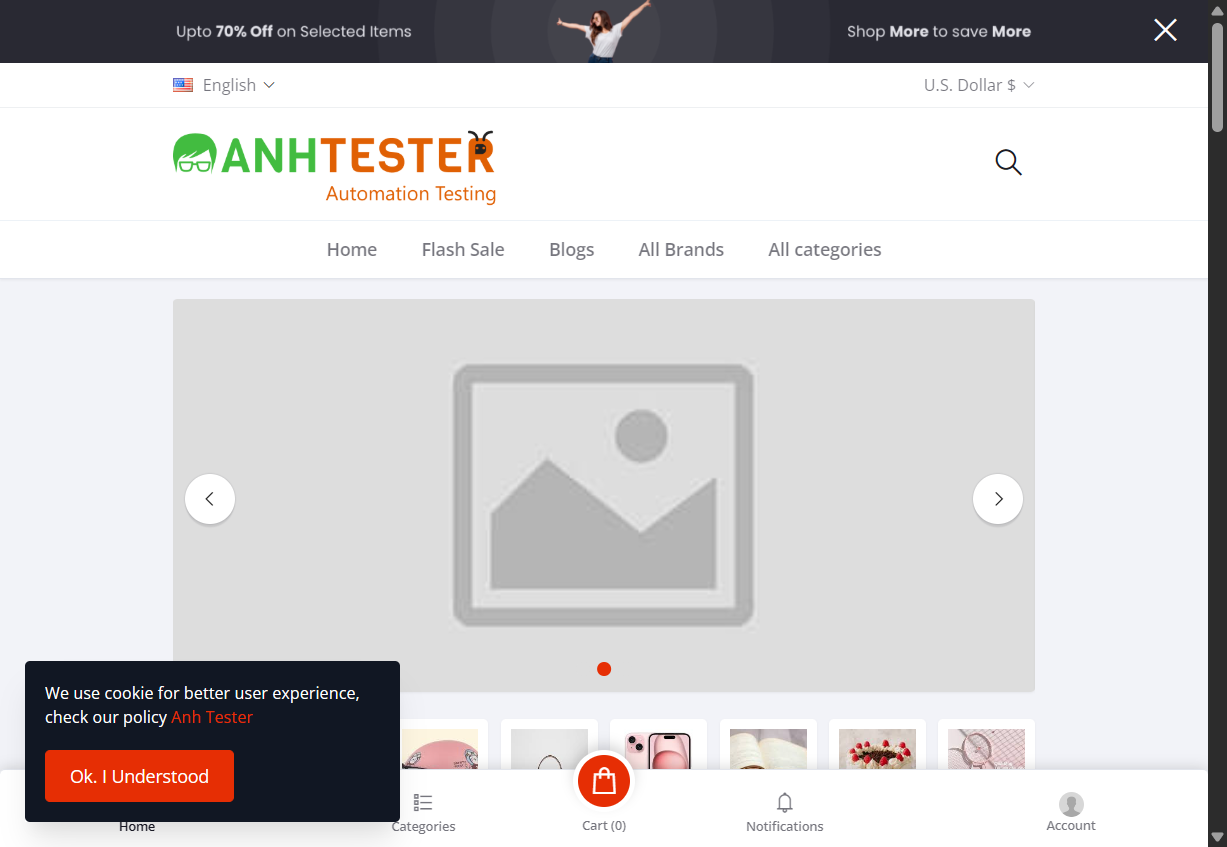 Upto 70% Off on Selected Items
Shop More to save More
English
U.S. Dollar $
ANHTESTER
Automation Testing
Home
Flash Sale
Blogs
All Brands
All categories
We use cookie for better user experience,
check our policy Anh Tester
Ok. I Understood
Home
Categories
Cart (0)
Notifications
Account